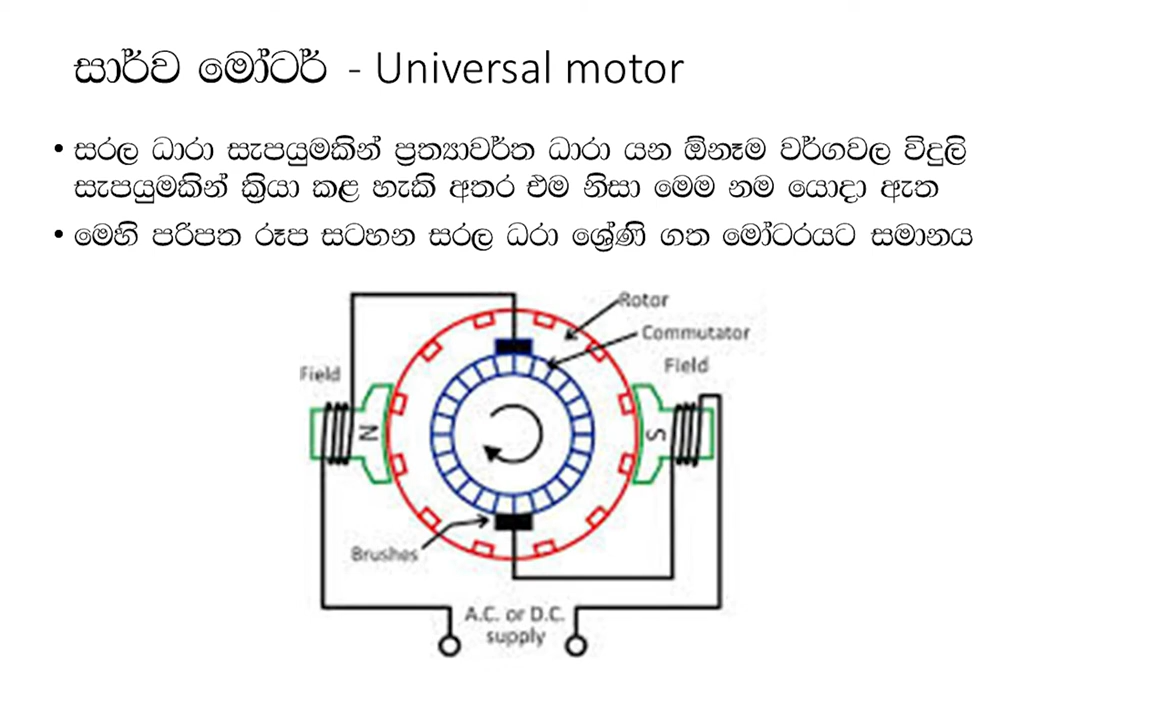 සාර්ව මෝටර් - Universal motor
• සරල ධාරා සැපයුමකින් ප්‍රත්‍යාවර්ත ධාරා යන ඕනෑම වර්ගවල විදුලි
සැපයුමකින් ක්‍රියා කළ හැකි අතර එම නිසා මෙම නම යොදා ඇත
• මෙහි පරිපත රූප සටහන සරල ධරා ශ්‍රේණි ගත මෝටරයට සමානය
Rotor
Commutator
Field
Field
N
S
Brushes
A.C. or D.C.
supply